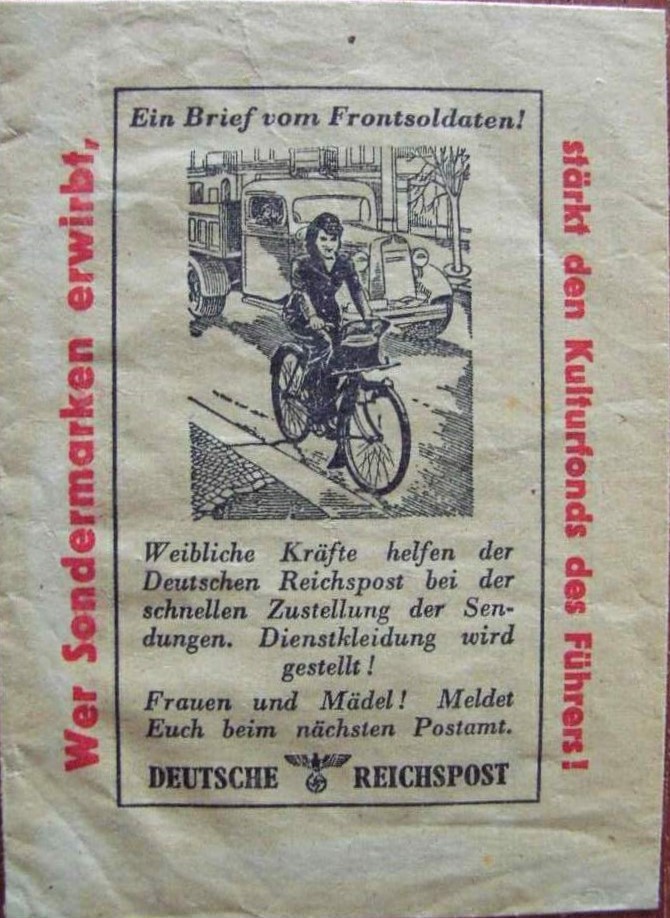 Wer Sondermarken erwirbt,
Ein Brief vom Frontsoldaten!
Weibliche Kräfte helfen der
Deutschen Reichspost bei der
schnellen Zustellung der Sen-
dungen. Dienstkleidung wird
gestellt!
Frauen und Mädel! Meldet
Euch beim nächsten Postamt.
DEUTSCHE REICHSPOST
stärkt den Kulturfonds des Führers!